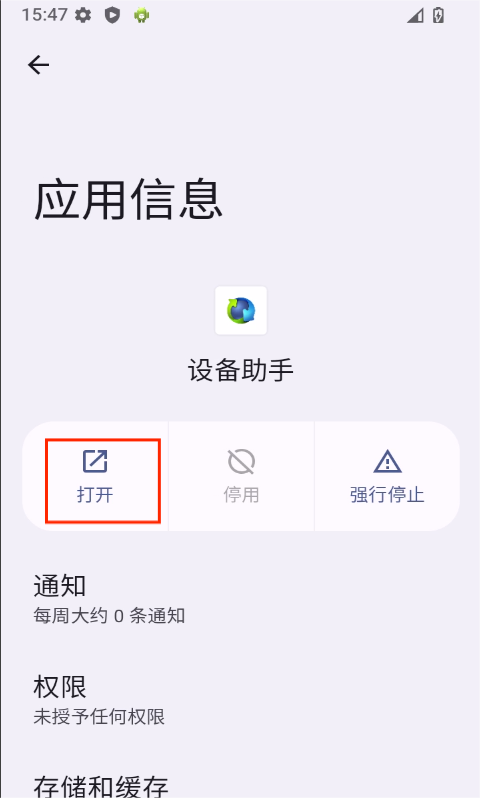 15:47
应用信息
设备助手
打开
停用
强行停止
通知
每周大约 0 条通知
权限
未授予任何权限
存储和缓存